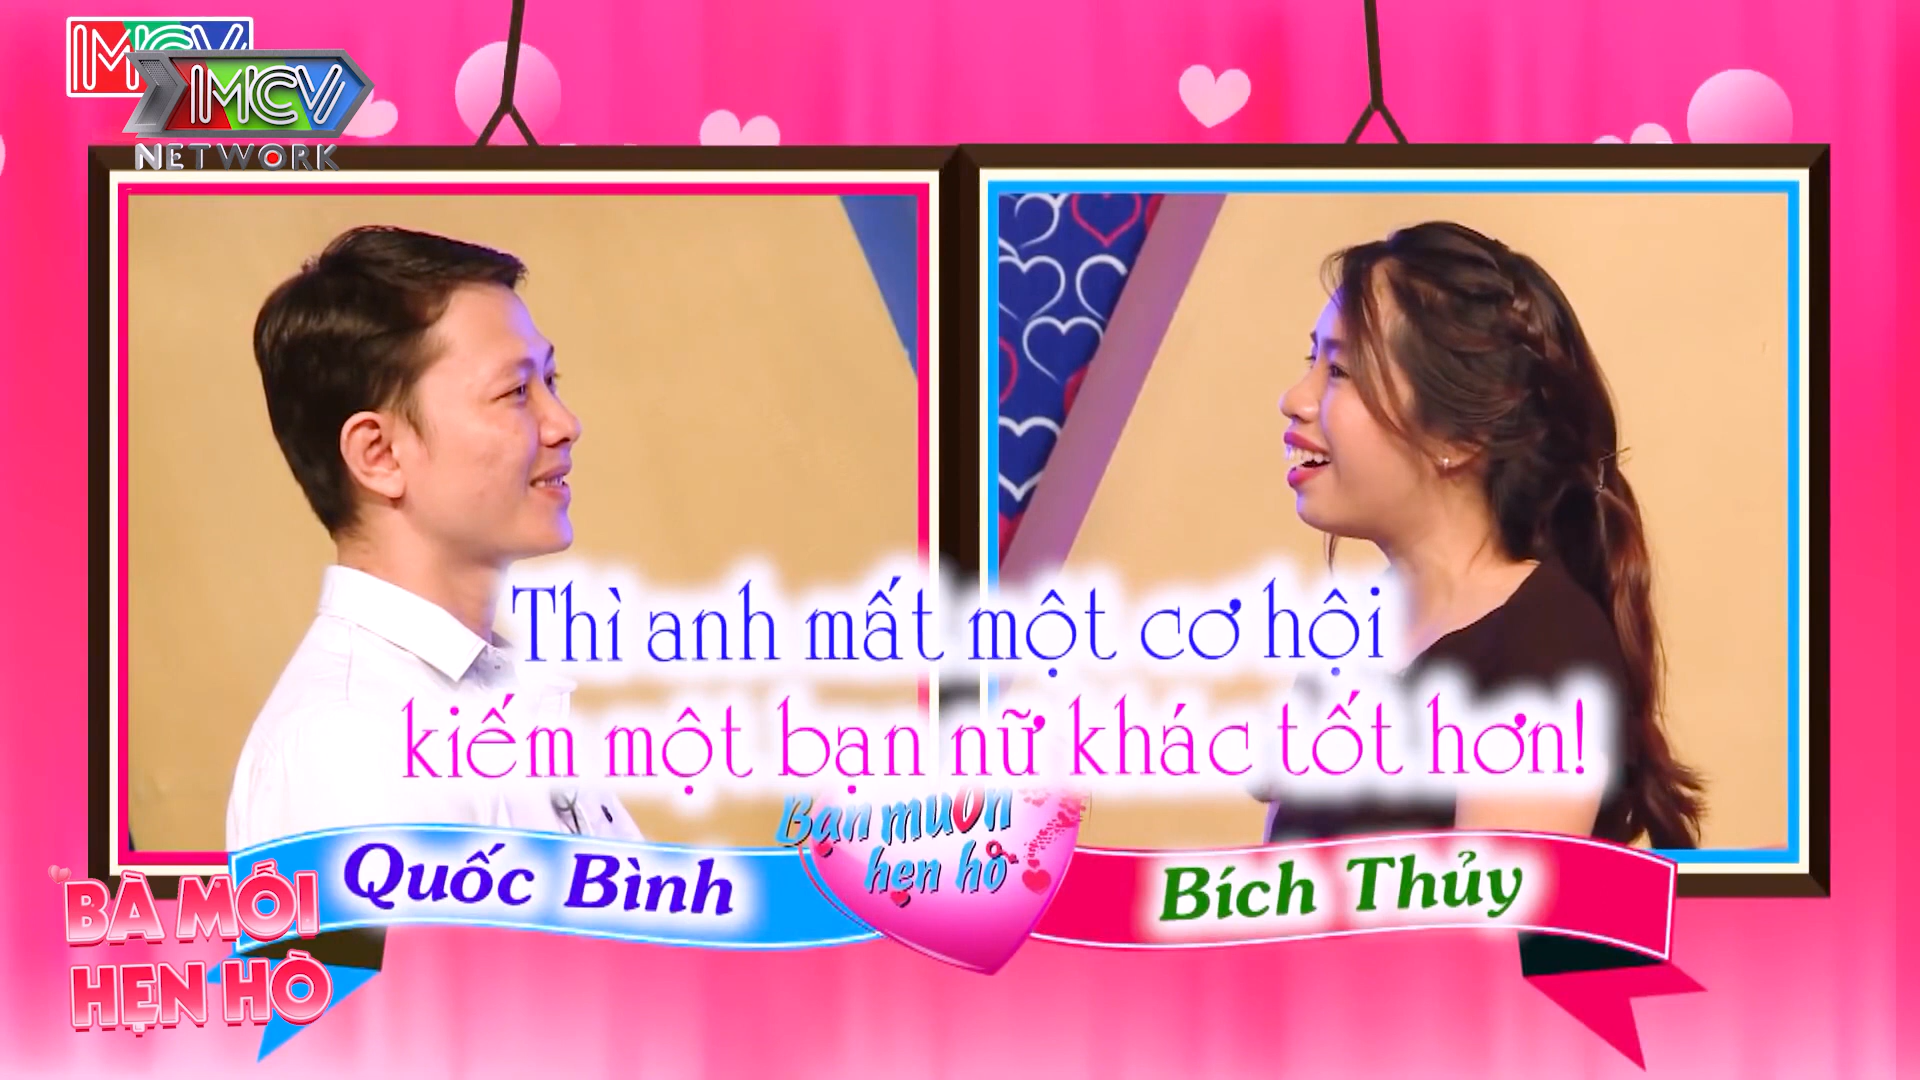 MCV
MCV
NETWORK
Thì anh mất một cơ hội
kiếm một bạn nữ khác tốt hơn!
Bạn muốn
hẹn hò
Quốc Bình
Bích Thủy
BÀ MỐI
HẸN HÒ